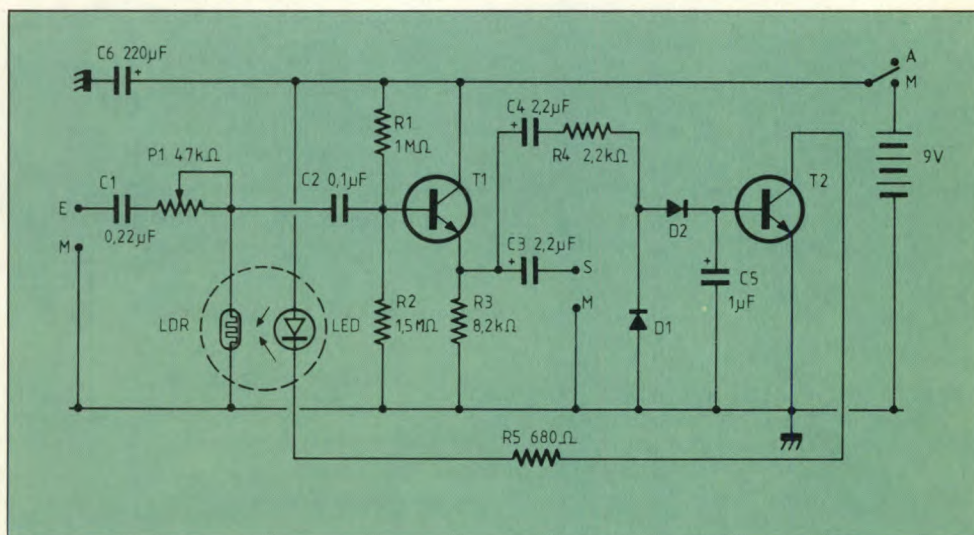 C6 220µF
+
A
M
R1
1MΩ
C4 2,2µF
+
R4 2,2kΩ
P1 47kΩ
C1
C2 0,1µF
T1
T2
9V
E
0,22µF
D2
M
C3 2,2µF
+
S
+
C5
1µF
LDR
LED
R2
1,5MΩ
R3
8,2kΩ
M
D1
R5 680Ω